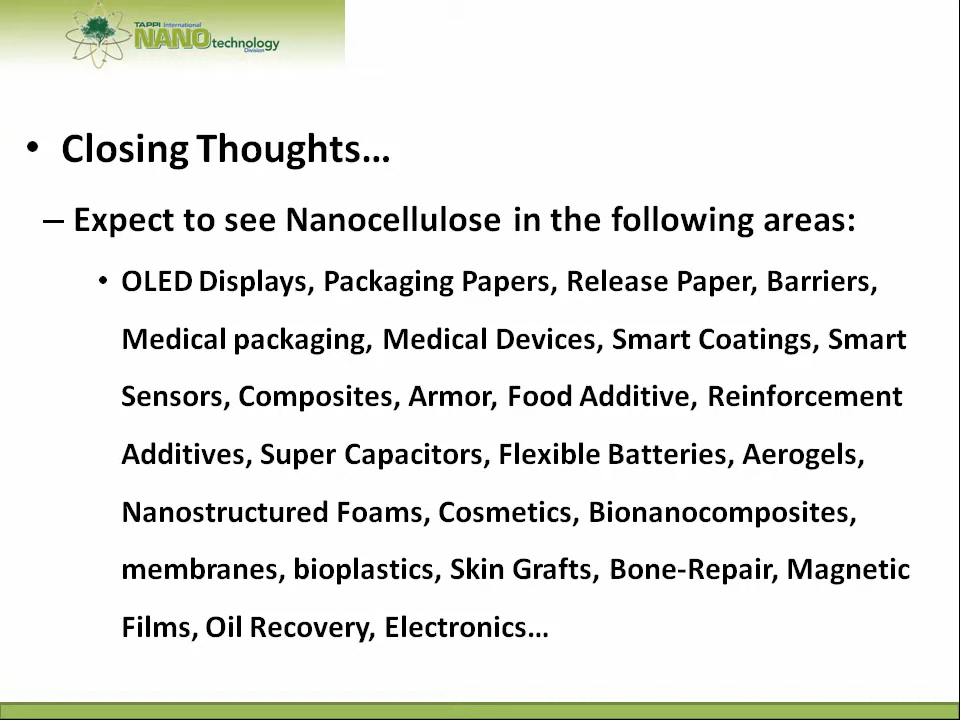 TAPPI International
NANOtechnology
Division
• Closing Thoughts…
– Expect to see Nanocellulose in the following areas:
• OLED Displays, Packaging Papers, Release Paper, Barriers,
Medical packaging, Medical Devices, Smart Coatings, Smart
Sensors, Composites, Armor, Food Additive, Reinforcement
Additives, Super Capacitors, Flexible Batteries, Aerogels,
Nanostructured Foams, Cosmetics, Bionanocomposites,
membranes, bioplastics, Skin Grafts, Bone-Repair, Magnetic
Films, Oil Recovery, Electronics…